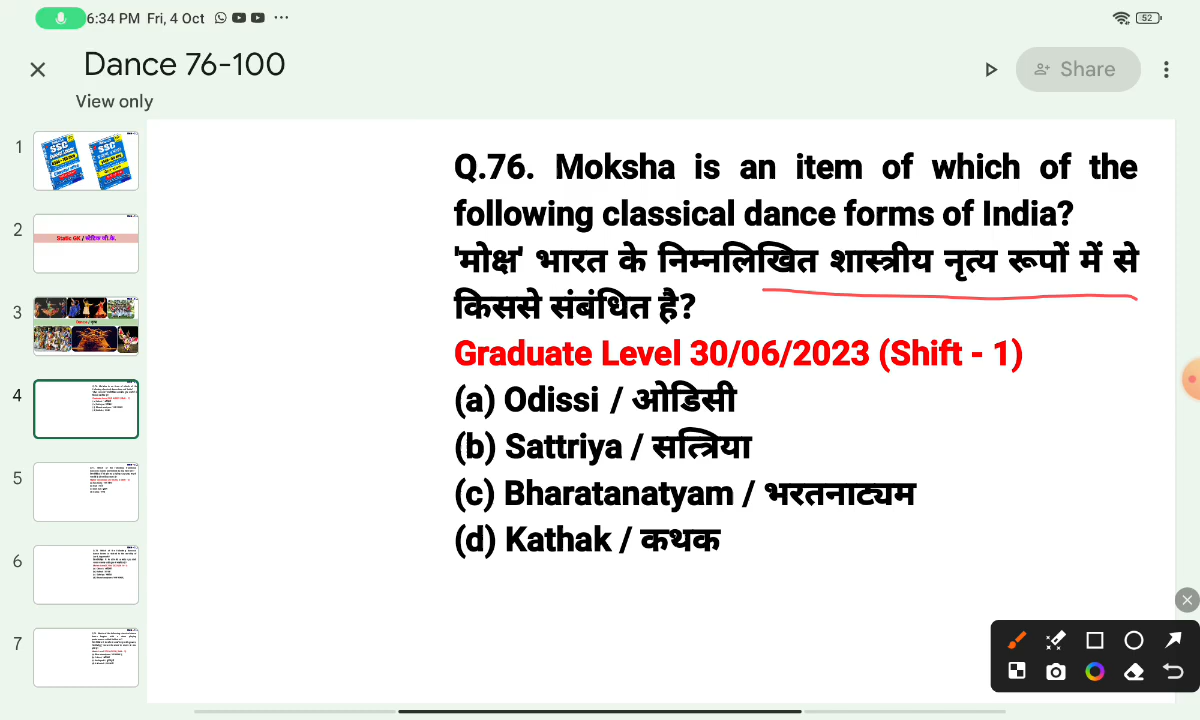 6:34 PM Fri, 4 Oct
52
Dance 76-100
View only
Share
1
2
3
4
5
6
7
SSC
SSC
Static GK / स्टेटिक जी.के.
Q.76. Moksha is an item of which of the
following classical dance forms of India?
'मोक्ष' भारत के निम्नलिखित शास्त्रीय नृत्य रूपों में से
किससे संबंधित है?
Graduate Level 30/06/2023 (Shift - 1)
(a) Odissi / ओडिसी
(b) Sattriya / सत्त्रिया
(c) Bharatanatyam / भरतनाट्यम
(d) Kathak / कथक